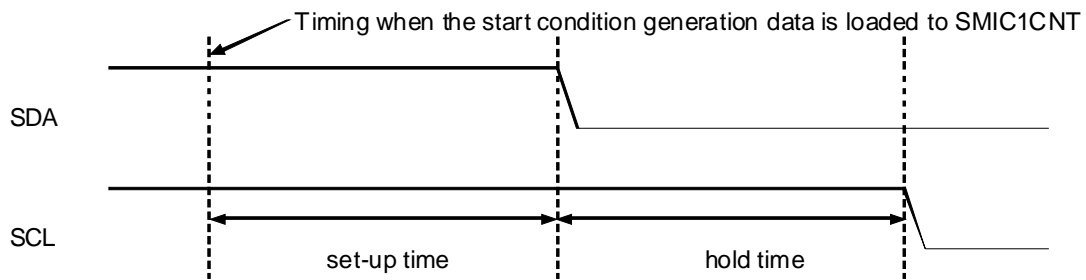 Timing when the start condition generation data is loaded to SMIC1CNT
SDA
SCL
set-up time
hold time